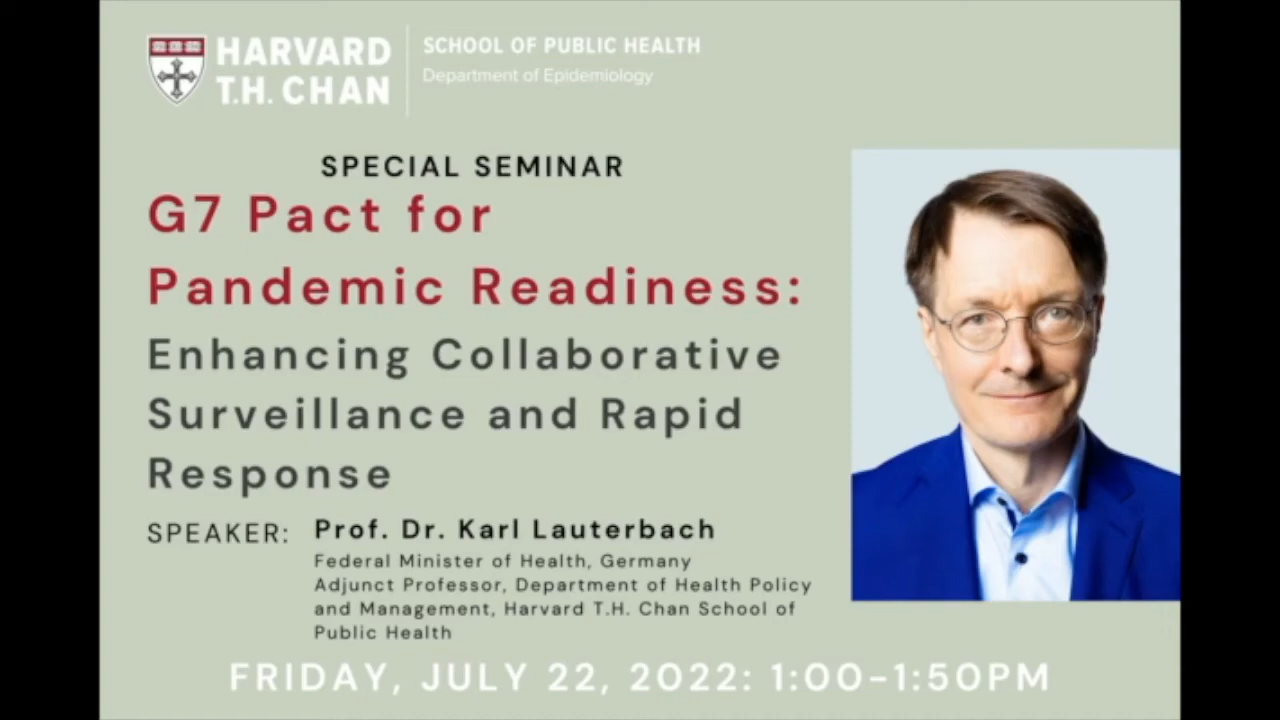 HARVARD
T.H. CHAN
SCHOOL OF PUBLIC HEALTH
Department of Epidemiology
SPECIAL SEMINAR
G7 Pact for
Pandemic Readiness:
Enhancing Collaborative
Surveillance and Rapid
Response
SPEAKER: Prof. Dr. Karl Lauterbach
Federal Minister of Health, Germany
Adjunct Professor, Department of Health Policy
and Management, Harvard T.H. Chan School of
Public Health
FRIDAY, JULY 22, 2022: 1:00-1:50PM